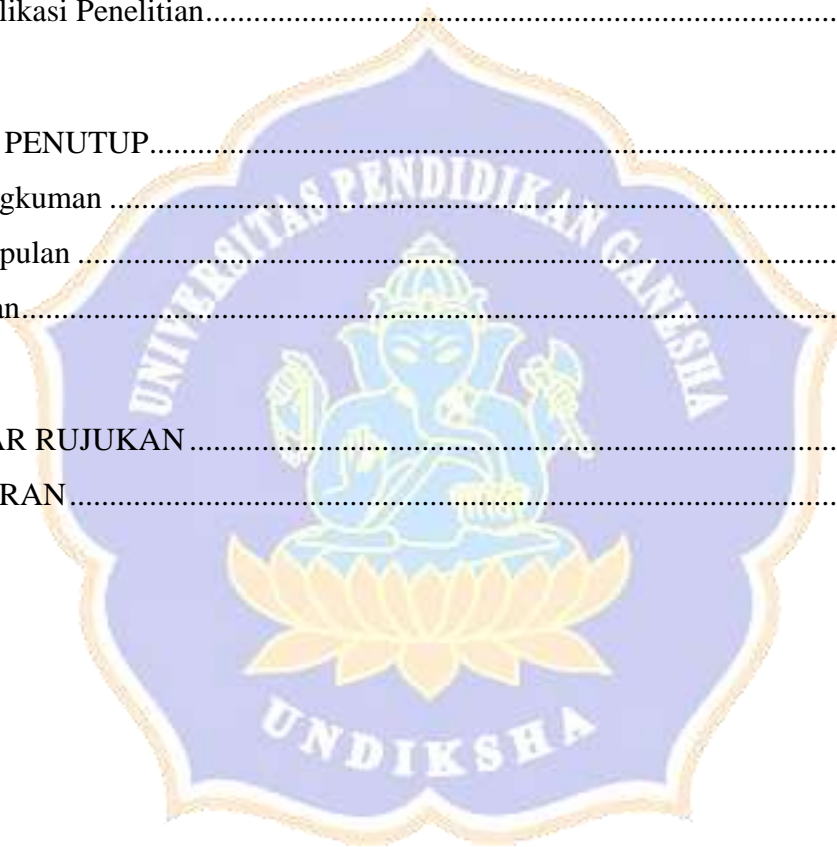 likasi Penelitian........................................................................................
PENUTUP................................................................................................
gkuman .....................................................................................................
pulan .........................................................................................................
an................................................................................................................
AR RUJUKAN ...........................................................................................
RAN..........................................................................................................
UNIVERSITAS PENDIDIKAN GANESHA
UNDIKSHA